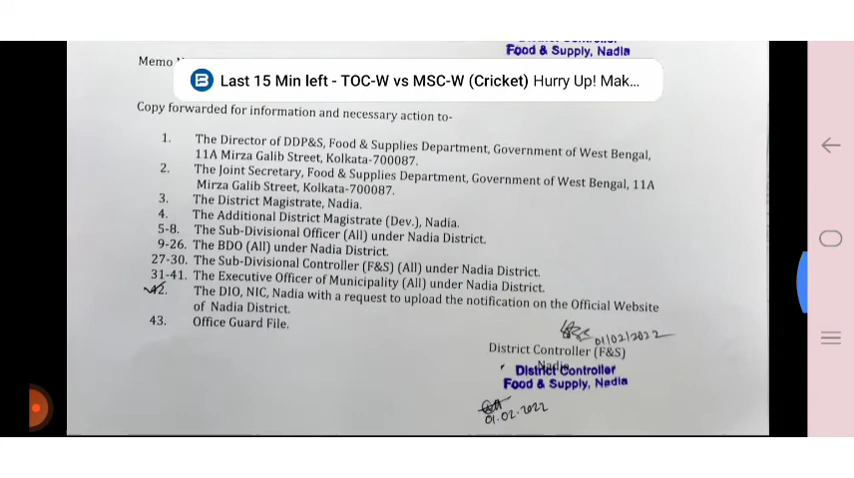 Food & Supply, Nadia
Memo
Last 15 Min left - TOC-W vs MSC-W (Cricket) Hurry Up! Mak...
Copy forwarded for information and necessary action to-
1. The Director of DDP&S, Food & Supplies Department, Government of West Bengal,
11A Mirza Galib Street, Kolkata-700087.
2. The Joint Secretary, Food & Supplies Department, Government of West Bengal, 11A
Mirza Galib Street, Kolkata-700087.
3. The District Magistrate, Nadia.
4. The Additional District Magistrate (Dev.), Nadia.
5-8. The Sub-Divisional Officer (All) under Nadia District.
9-26. The BDO (All) under Nadia District.
27-30. The Sub-Divisional Controller (F&S) (All) under Nadia District.
31-41. The Executive Officer of Municipality (All) under Nadia District.
42. The DIO, NIC, Nadia with a request to upload the notification on the Official Website
of Nadia District.
43. Office Guard File.
01/02/2022
District Controller (F&S)
Nadia
District Controller
Food & Supply, Nadia
01.02.2022